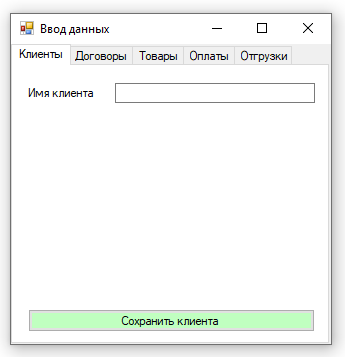 Ввод данных
Клиенты Договоры Товары Оплаты Отгрузки
Имя клиента
Сохранить клиента